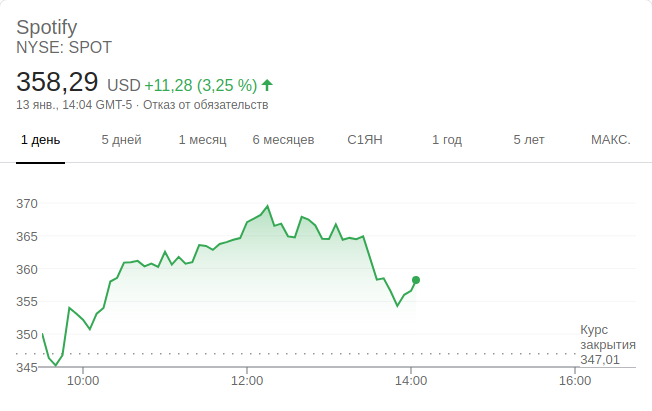 Spotify
NYSE: SPOT
358,29 USD +11,28 (3,25 %) ↑
13 янв., 14:04 GMT-5 · Отказ от обязательств
1 день 5 дней 1 месяц 6 месяцев С1ЯН 1 год 5 лет МАКС.
370
365
360
355
350
Курс
закрытия
347,01
345
10:00 12:00 14:00 16:00